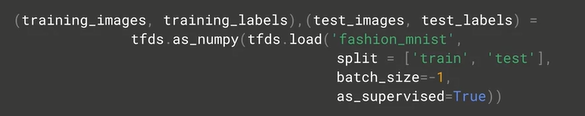 (training_images, training_labels),(test_images, test_labels) =
tfds.as_numpy(tfds.load('fashion_mnist',
split = ['train', 'test'],
batch_size=-1,
as_supervised=True))